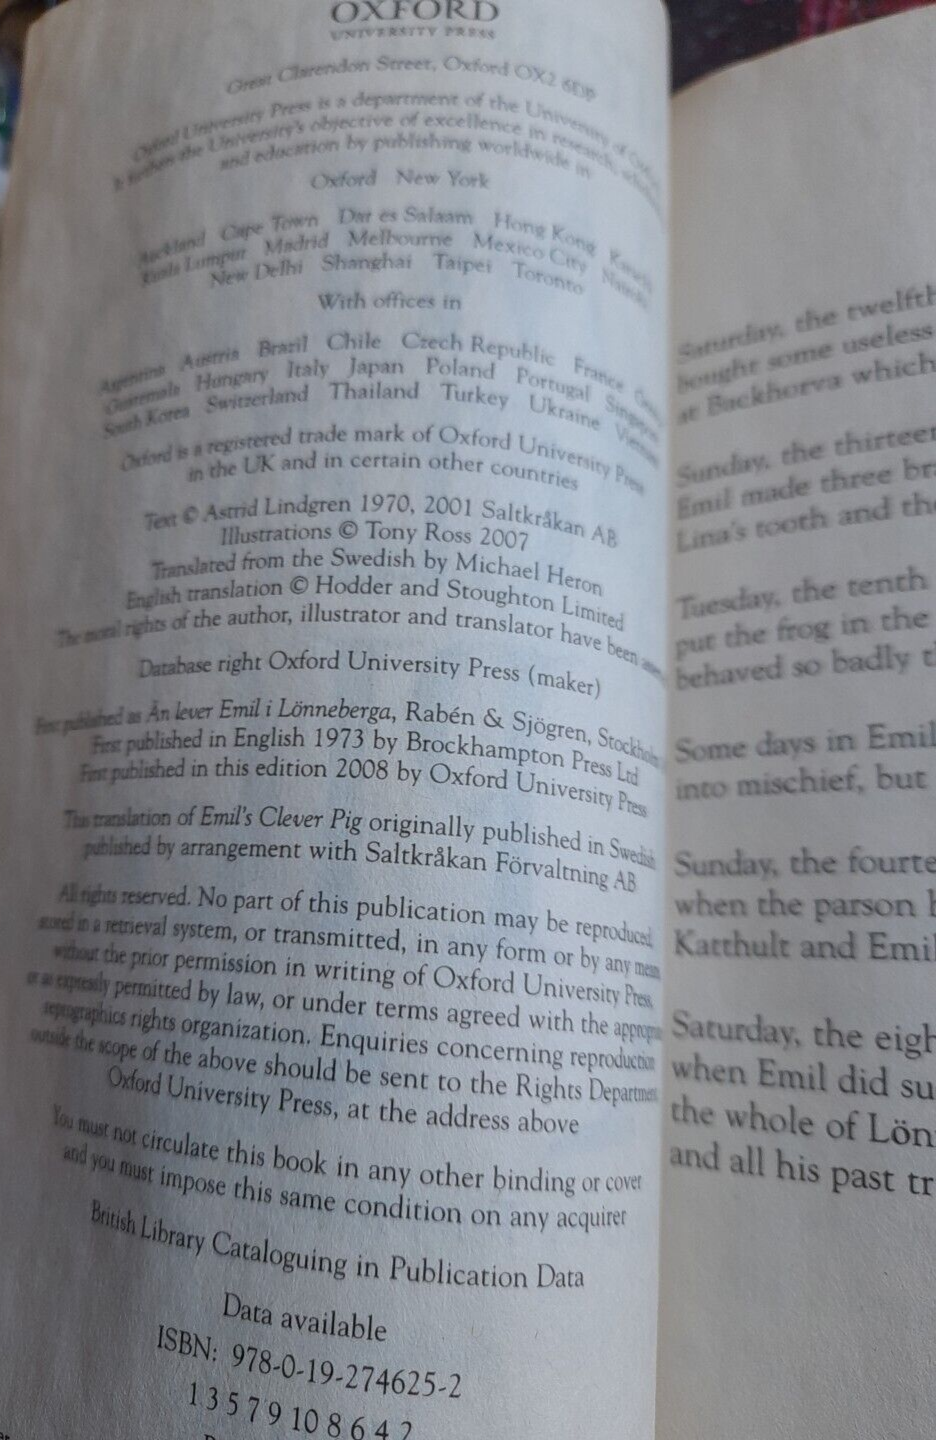 OXFORD
UNIVERSITY PRESS
Great Clarendon Street, Oxford OX2 6DP
Oxford University Press is a department of the University of
It furthers the University's objective of excellence in research,
and education by publishing worldwide in
Oxford New York
Auckland Cape Town Dar es Salaam Hong Kong Karachi
Kuala Lumpur Madrid Melbourne Mexico City Nairobi
New Delhi Shanghai Taipei Toronto
With offices in
Argentina Austria Brazil Chile Czech Republic France
Guatemala Hungary Italy Japan Poland Portugal Singapore
South Korea Switzerland Thailand Turkey Ukraine Vietnam
Oxford is a registered trade mark of Oxford University Press
in the UK and in certain other countries
Text © Astrid Lindgren 1970, 2001 Saltkråkan AB
Illustrations © Tony Ross 2007
Translated from the Swedish by Michael Heron
English translation © Hodder and Stoughton Limited
The moral rights of the author, illustrator and translator have been
Database right Oxford University Press (maker)
First published as Än lever Emil i Lönneberga, Rabén & Sjögren, Stockholm
First published in English 1973 by Brockhampton Press Ltd
First published in this edition 2008 by Oxford University Press
This translation of Emil's Clever Pig originally published in Swedish
published by arrangement with Saltkråkan Förvaltning AB
All rights reserved. No part of this publication may be reproduced,
stored in a retrieval system, or transmitted, in any form or by any means,
without the prior permission in writing of Oxford University Press,
or as expressly permitted by law, or under terms agreed with the appropria
reprographics rights organization. Enquiries concerning reproduction
outside the scope of the above should be sent to the Rights Department,
Oxford University Press, at the address above
You must not circulate this book in any other binding or cover
and you must impose this same condition on any acquirer
British Library Cataloguing in Publication Data
Data available
ISBN: 978-0-19-274625-2
1 3 5 7 9 10 8 6 4 2
Saturday, the twelfth
bought some useless
at Backhorva which
Sunday, the thirteen
Emil made three bra
Lina's tooth and the
Tuesday, the tenth
put the frog in the
behaved so badly t
Some days in Emil
into mischief, but
Sunday, the fourte
when the parson h
Katthult and Emil
Saturday, the eigh
when Emil did su
the whole of Lön
and all his past tr